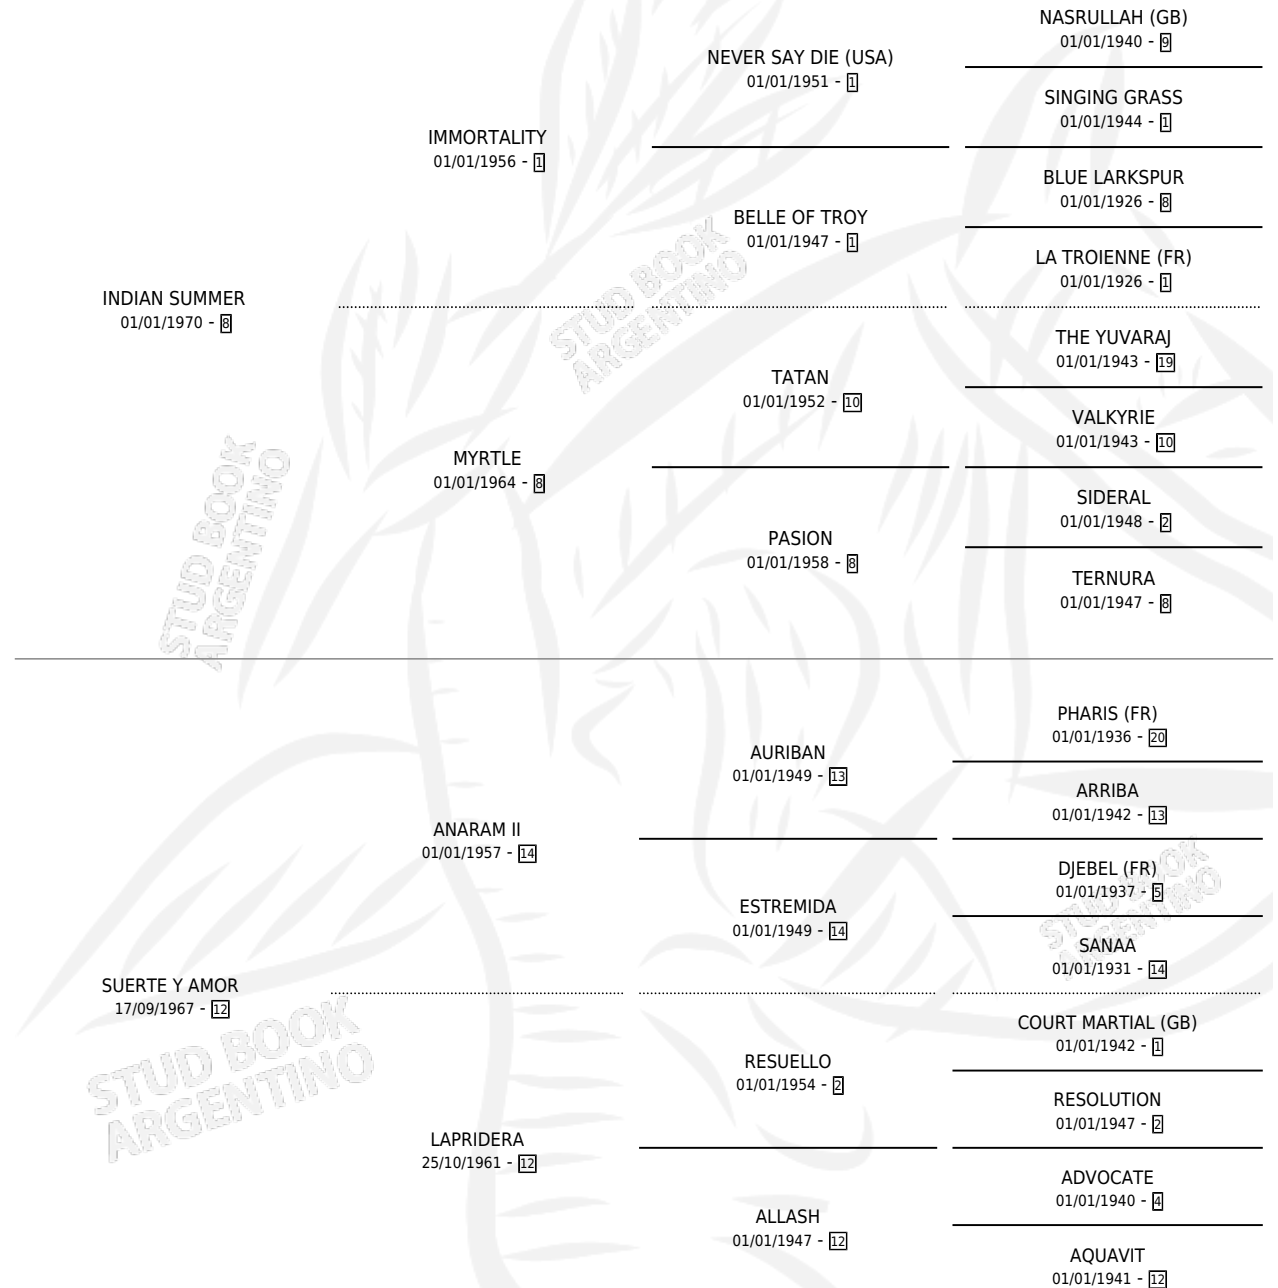 NASRULLAH (GB)
01/01/1940 - 9
NEVER SAY DIE (USA)
01/01/1951 - 1
SINGING GRASS
01/01/1944 - 1
IMMORTALITY
01/01/1956 - 1
BLUE LARKSPUR
01/01/1926 - 8
BELLE OF TROY
01/01/1947 - 1
LA TROIENNE (FR)
01/01/1926 - 1
INDIAN SUMMER
01/01/1970 - 8
THE YUVARAJ
01/01/1943 - 19
TATAN
01/01/1952 - 10
VALKYRIE
01/01/1943 - 10
MYRTLE
01/01/1964 - 8
SIDERAL
01/01/1948 - 2
PASION
01/01/1958 - 8
TERNURA
01/01/1947 - 8
STUD BOOK
ARGENTINO
STUD BOOK
ARGENTINO
PHARIS (FR)
01/01/1936 - 20
AURIBAN
01/01/1949 - 13
ARRIBA
01/01/1942 - 13
ANARAM II
01/01/1957 - 14
DJEBEL (FR)
01/01/1937 - 5
ESTREMIDA
01/01/1949 - 14
SANAA
01/01/1931 - 14
STUD BOOK
ARGENTINO
SUERTE Y AMOR
17/09/1967 - 12
COURT MARTIAL (GB)
01/01/1942 - 1
RESUELLO
01/01/1954 - 2
RESOLUTION
01/01/1947 - 2
LAPRIDERA
25/10/1961 - 12
ADVOCATE
01/01/1940 - 4
ALLASH
01/01/1947 - 12
AQUAVIT
01/01/1941 - 12
STUD BOOK
ARGENTINO